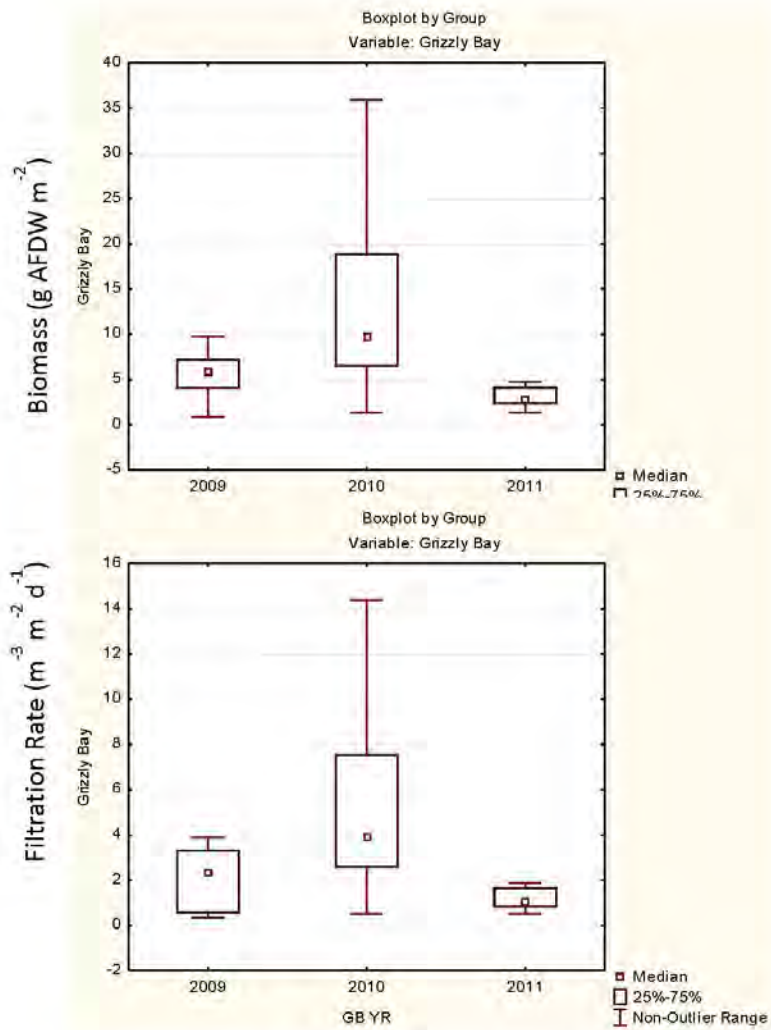 Boxplot by Group
Variable: Grizzly Bay
Biomass (g AFDW m-2)
Grizzly Bay
40
35
30
25
20
15
10
5
0
-5
2009 2010 2011
Median
25%-75%
Boxplot by Group
Variable: Grizzly Bay
Filtration Rate (m-3 m-2 d-1)
Grizzly Bay
16
14
12
10
8
6
4
2
0
-2
2009 2010 2011
GB YR
Median
25%-75%
Non-Outlier Range